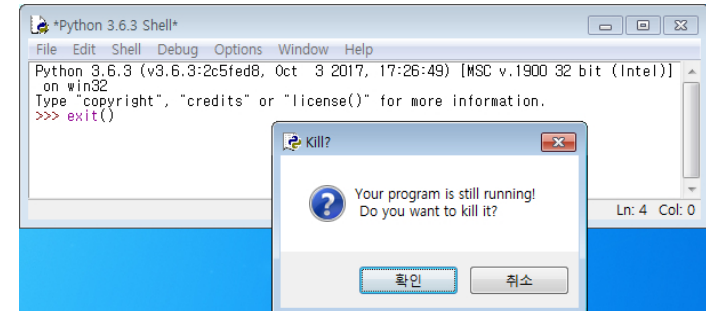 *Python 3.6.3 Shell*
File Edit Shell Debug Options Window Help
Python 3.6.3 (v3.6.3:2c5fed8, Oct  3 2017, 17:26:49) [MSC v.1900 32 bit (Intel)]
 on win32
Type "copyright", "credits" or "license()" for more information.
>>> exit()
Kill?
Your program is still running!
Do you want to kill it?
Ln: 4 Col: 0
확인 취소